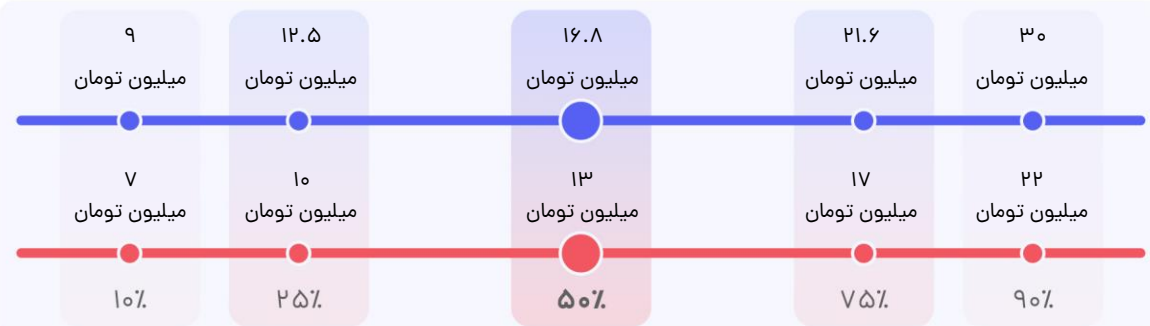 ۹ ۱۲.۵ ۱۶.۸ ۲۱.۶ ۳۰
میلیون تومان میلیون تومان میلیون تومان میلیون تومان میلیون تومان
۷ ۱۰ ۱۳ ۱۷ ۲۲
میلیون تومان میلیون تومان میلیون تومان میلیون تومان میلیون تومان
۱۰٪ ۲۵٪ ۵۰٪ ۷۵٪ ۹۰٪